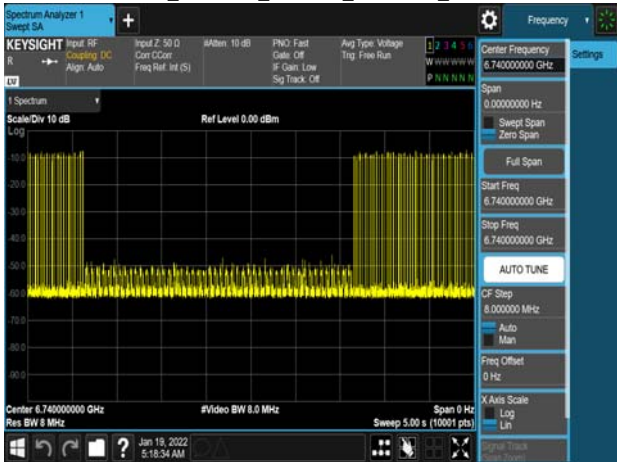 Spectrum Analyzer 1
Swept SA
Frequency
KEYSIGHT
R
LXI
Input: RF
Coupling: DC
Align: Auto
Input Z: 50 Ω
Corr CCorr
Freq Ref: Int (S)
#Atten: 10 dB
PNO: Fast
Gate: Off
IF Gain: Low
Sig Track: Off
Avg Type: Voltage
Trig: Free Run
1 2 3 4 5 6
W W W W W W
P N N N N N
Center Frequency
6.740000000 GHz
Settings
Span
0.00000000 Hz
Swept Span
Zero Span
Full Span
Start Freq
6.740000000 GHz
Stop Freq
6.740000000 GHz
AUTO TUNE
CF Step
8.000000 MHz
Auto
Man
Freq Offset
0 Hz
X Axis Scale
Log
Lin
Signal Track
(Span Zoom)
1 Spectrum
Scale/Div 10 dB
Ref Level 0.00 dBm
Log
-10.0
-20.0
-30.0
-40.0
-50.0
-60.0
-70.0
-80.0
-90.0
Center 6.740000000 GHz
#Video BW 8.0 MHz
Span 0 Hz
Res BW 8 MHz
Sweep 5.00 s (10001 pts)
?
Jan 19, 2022
5:18:34 AM